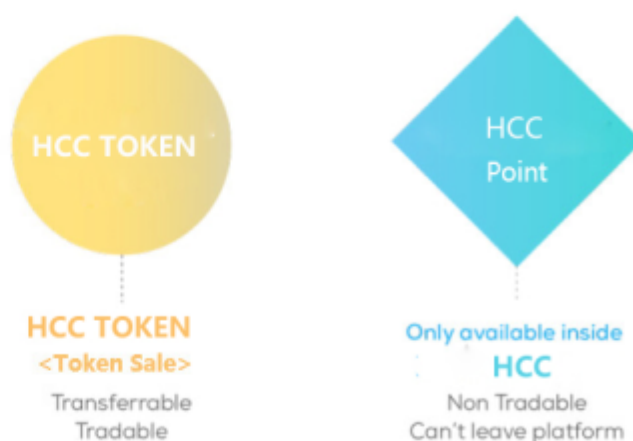 HCC TOKEN
HCC TOKEN
<Token Sale>
Transferrable
Tradable
HCC
Point
Only available inside
HCC
Non Tradable
Can't leave platform